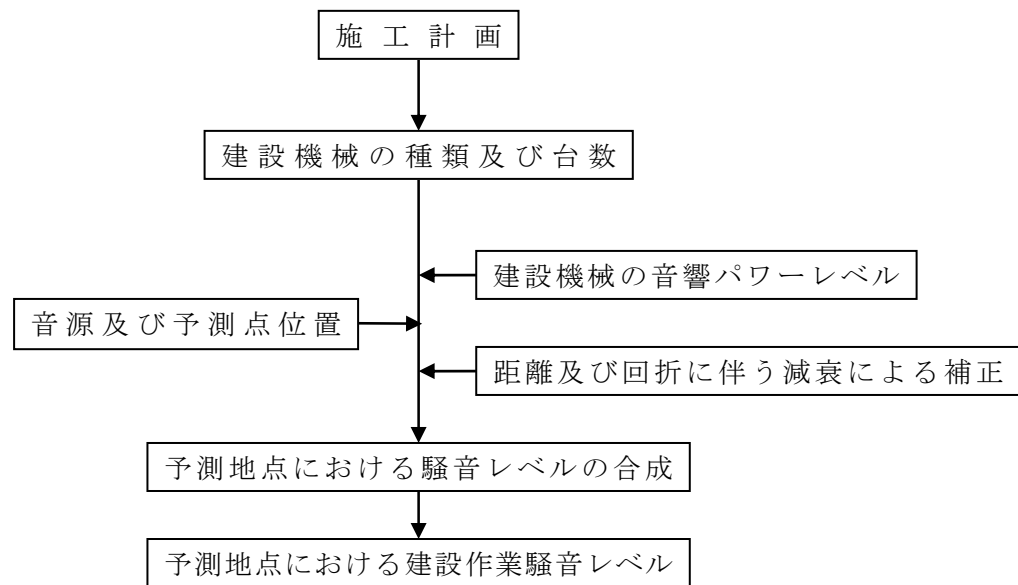 施工計画
建設機械の種類及び台数
建設機械の音響パワーレベル
音源及び予測点位置
距離及び回折に伴う減衰による補正
予測地点における騒音レベルの合成
予測地点における建設作業騒音レベル